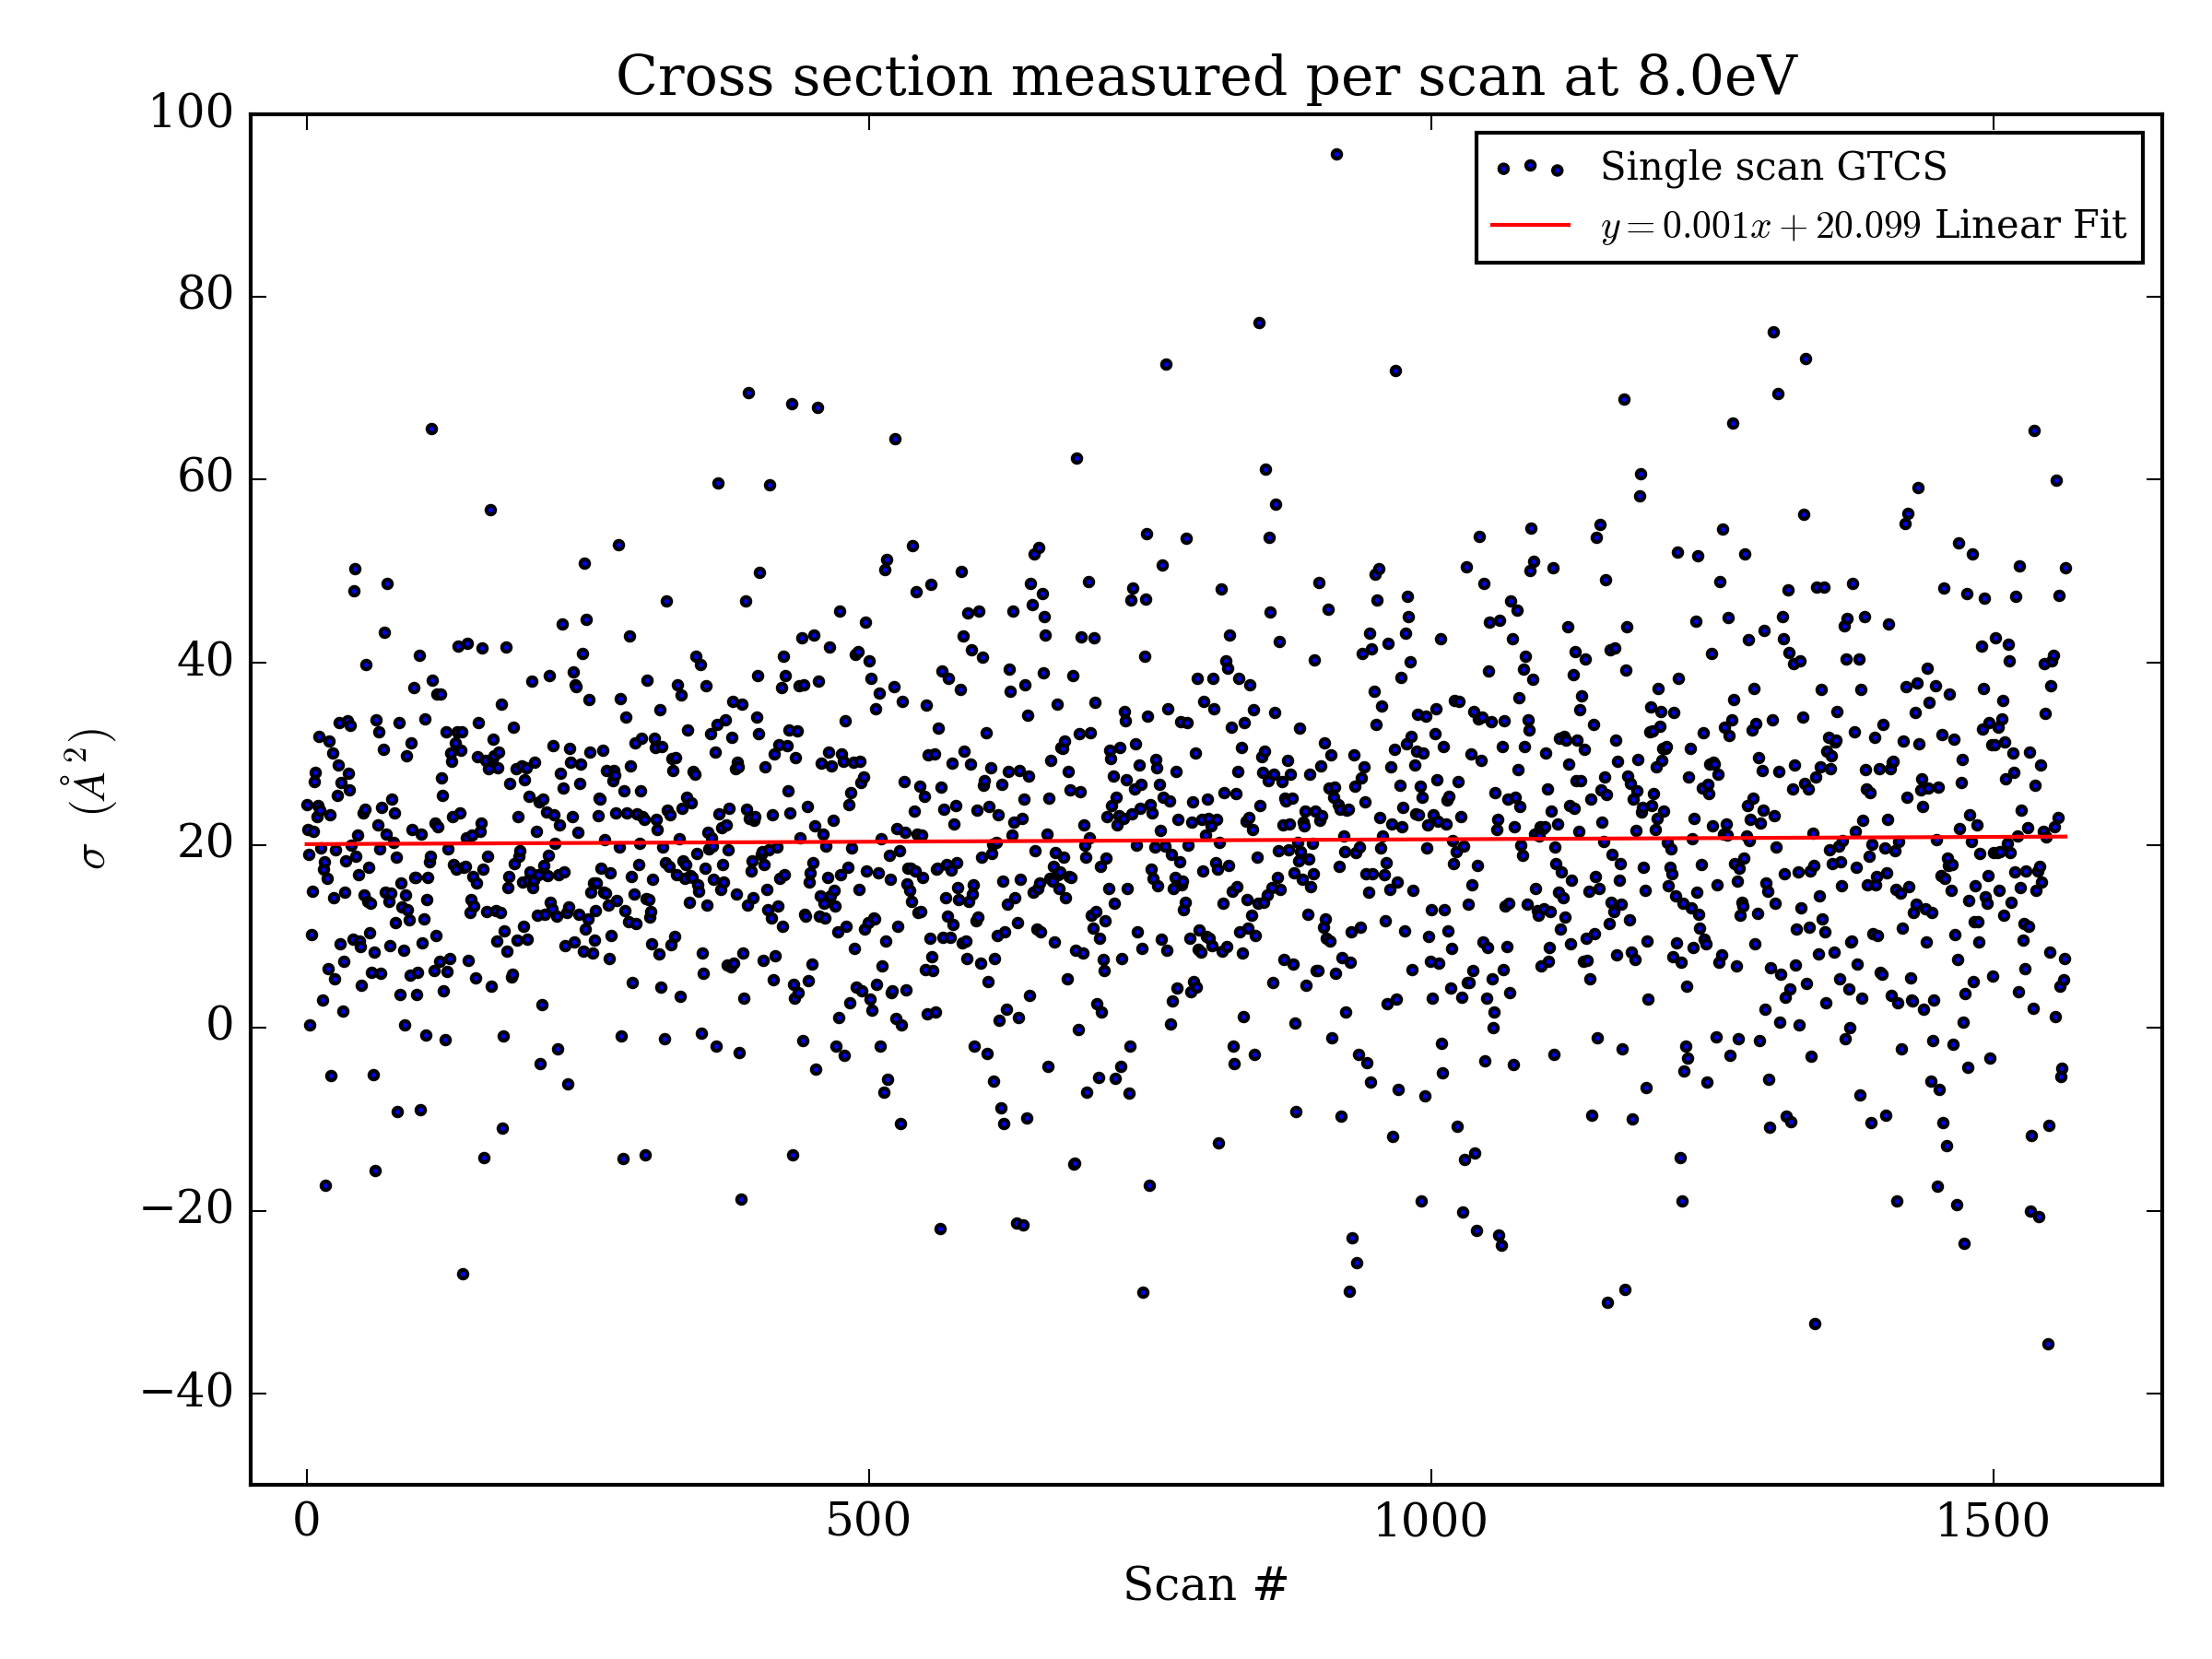 Cross section measured per scan at 8.0eV
Single scan GTCS
y = 0.001x + 20.099 Linear Fit
100
80
60
40
20
0
−20
−40
σ (Å²)
0 500 1000 1500
Scan #